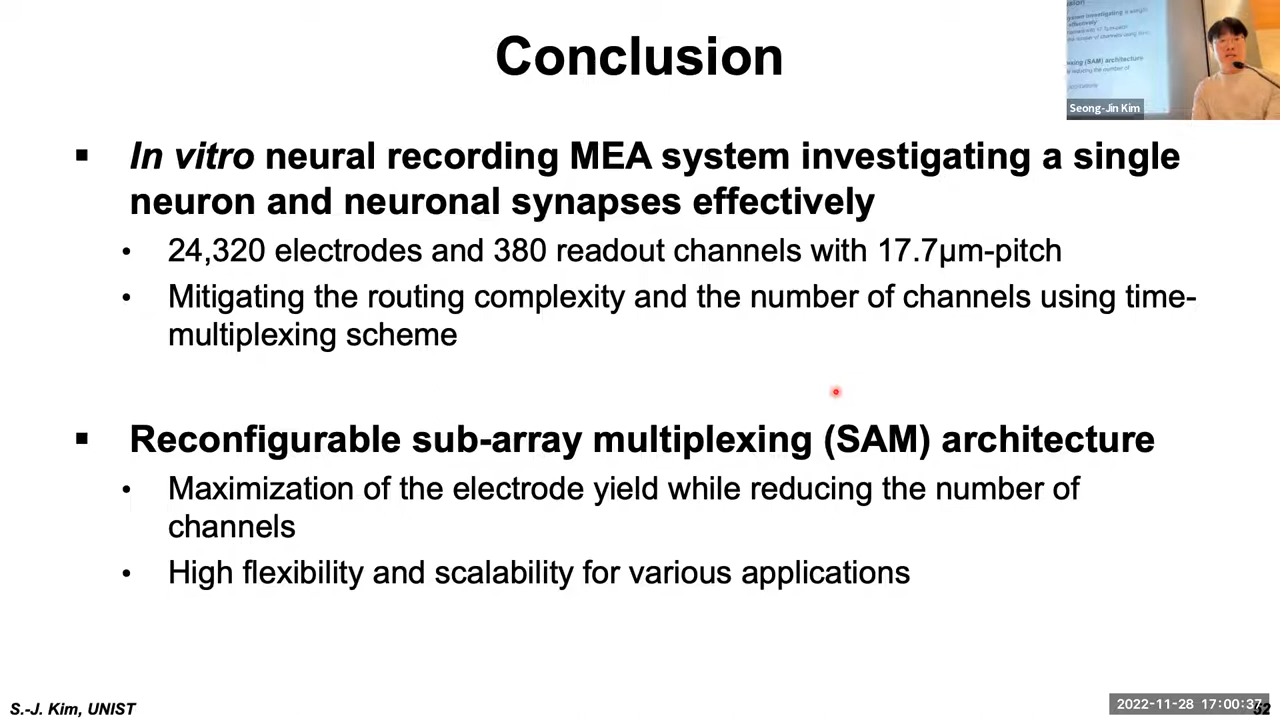 Conclusion
Seong-Jin Kim
▪ In vitro neural recording MEA system investigating a single
neuron and neuronal synapses effectively
• 24,320 electrodes and 380 readout channels with 17.7μm-pitch
• Mitigating the routing complexity and the number of channels using time-
multiplexing scheme
▪ Reconfigurable sub-array multiplexing (SAM) architecture
• Maximization of the electrode yield while reducing the number of
channels
• High flexibility and scalability for various applications
S.-J. Kim, UNIST
2022-11-28 17:00:37